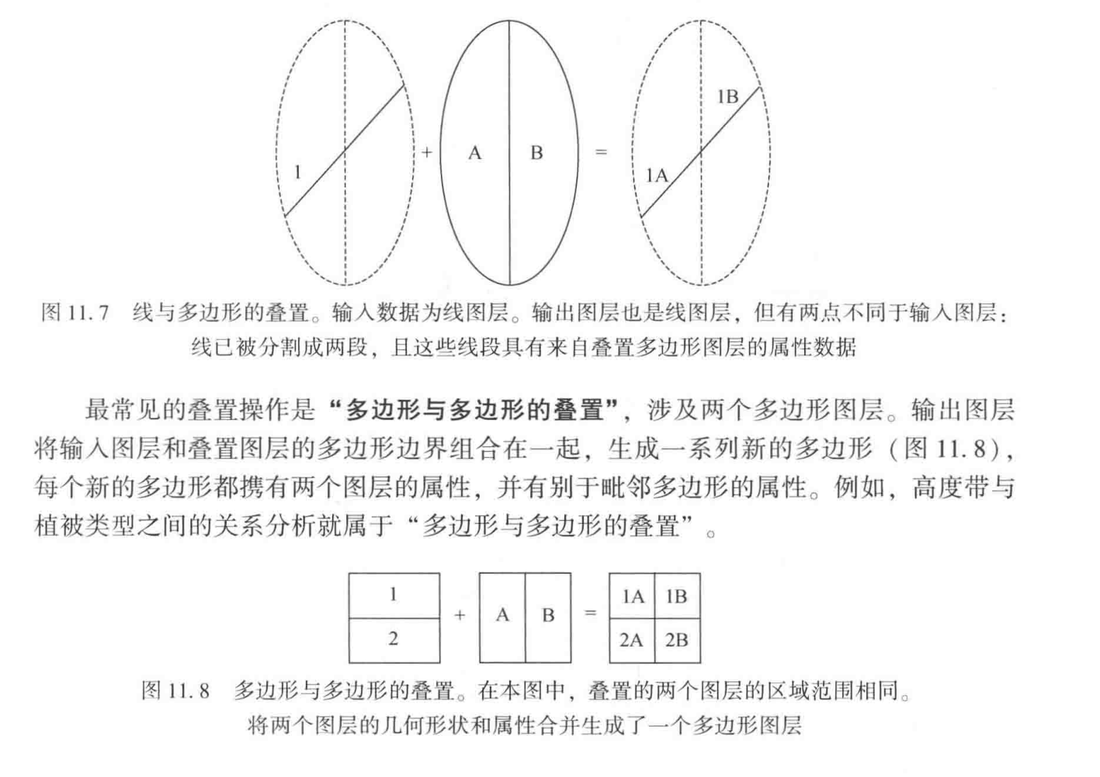 1B
1
+
A
B
=
1A
图 11.7 线与多边形的叠置。输入数据为线图层。输出图层也是线图层，但有两点不同于输入图层：
线已被分割成两段，且这些线段具有来自叠置多边形图层的属性数据
最常见的叠置操作是“多边形与多边形的叠置”，涉及两个多边形图层。输出图层
将输入图层和叠置图层的多边形边界组合在一起，生成一系列新的多边形（图 11.8），
每个新的多边形都携有两个图层的属性，并有别于毗邻多边形的属性。例如，高度带与
植被类型之间的关系分析就属于“多边形与多边形的叠置”。
1
1A 1B
+
A B
=
2
2A 2B
图 11.8 多边形与多边形的叠置。在本图中，叠置的两个图层的区域范围相同。
将两个图层的几何形状和属性合并生成了一个多边形图层